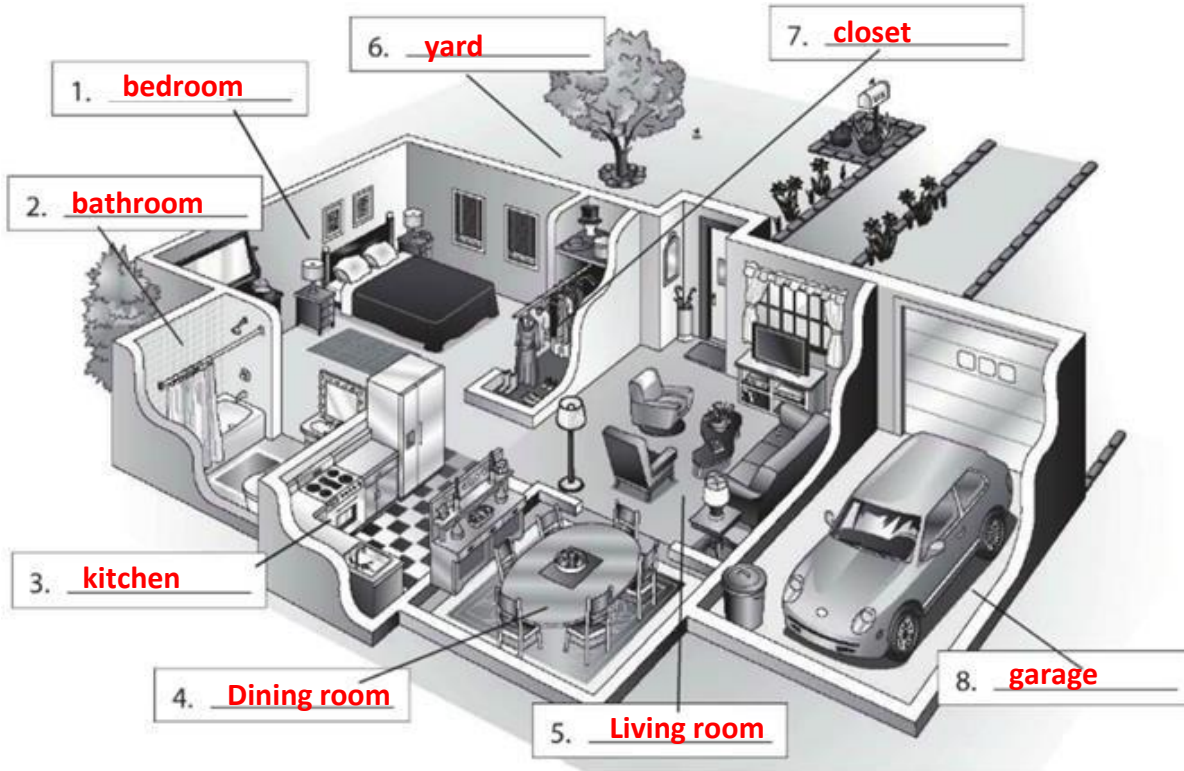 1. bedroom
2. bathroom
3. kitchen
4. Dining room
5. Living room
6. yard
7. closet
8. garage